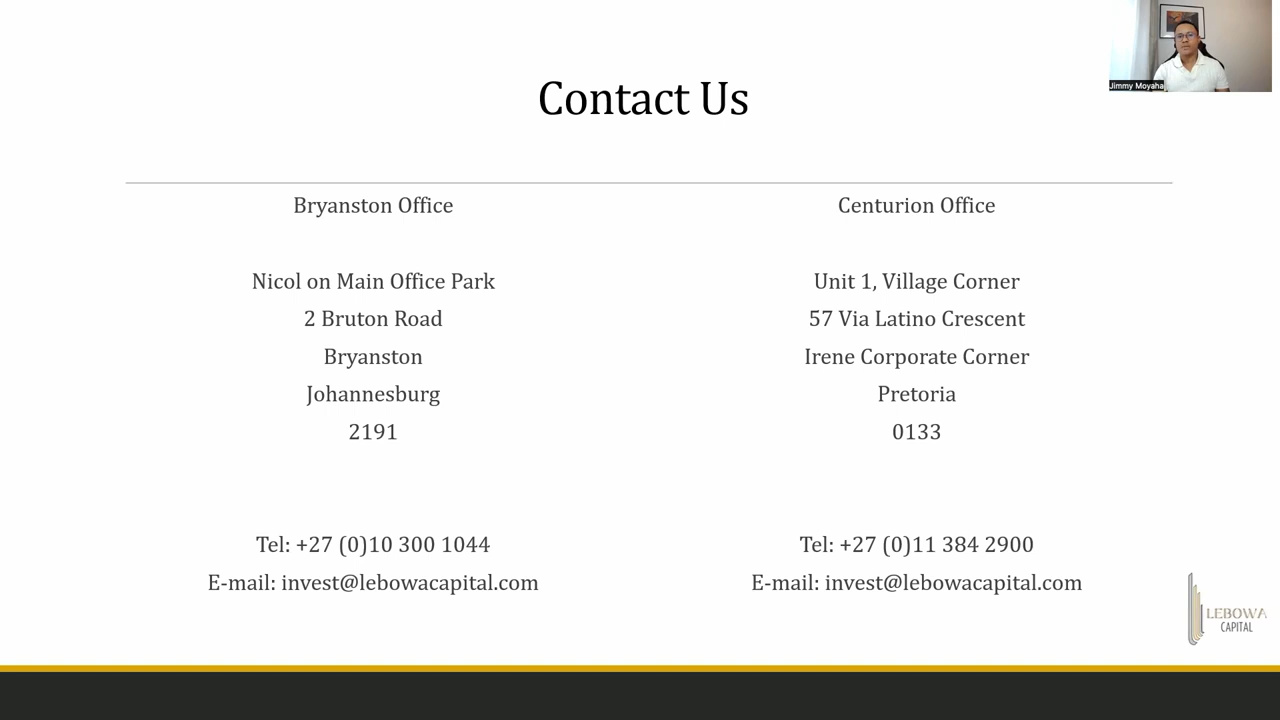 Jimmy Moyaha
Contact Us
Bryanston Office
Nicol on Main Office Park
2 Bruton Road
Bryanston
Johannesburg
2191
Tel: +27 (0)10 300 1044
E-mail: invest@lebowacapital.com
Centurion Office
Unit 1, Village Corner
57 Via Latino Crescent
Irene Corporate Corner
Pretoria
0133
Tel: +27 (0)11 384 2900
E-mail: invest@lebowacapital.com
LEBOWA
CAPITAL